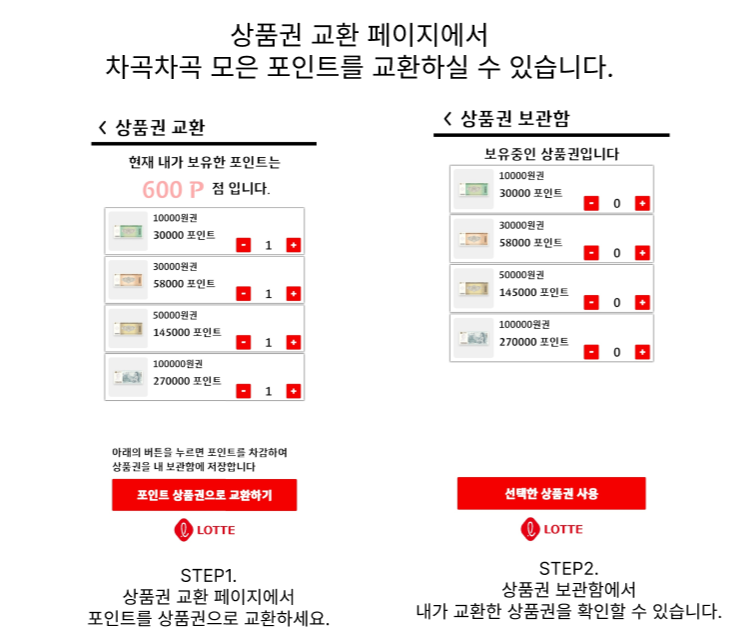 상품권 교환 페이지에서
차곡차곡 모은 포인트를 교환하실 수 있습니다.
< 상품권 교환
현재 내가 보유한 포인트는
600 P 점 입니다.
10000원권
30000 포인트
- 1 +
30000원권
58000 포인트
- 1 +
50000원권
145000 포인트
- 1 +
100000원권
270000 포인트
- 1 +
아래의 버튼을 누르면 포인트를 차감하여
상품권을 내 보관함에 저장합니다
포인트 상품권으로 교환하기
LOTTE
STEP1.
상품권 교환 페이지에서
포인트를 상품권으로 교환하세요.
< 상품권 보관함
보유중인 상품권입니다
10000원권
30000 포인트
- 0 +
30000원권
58000 포인트
- 0 +
50000원권
145000 포인트
- 0 +
100000원권
270000 포인트
- 0 +
선택한 상품권 사용
LOTTE
STEP2.
상품권 보관함에서
내가 교환한 상품권을 확인할 수 있습니다.